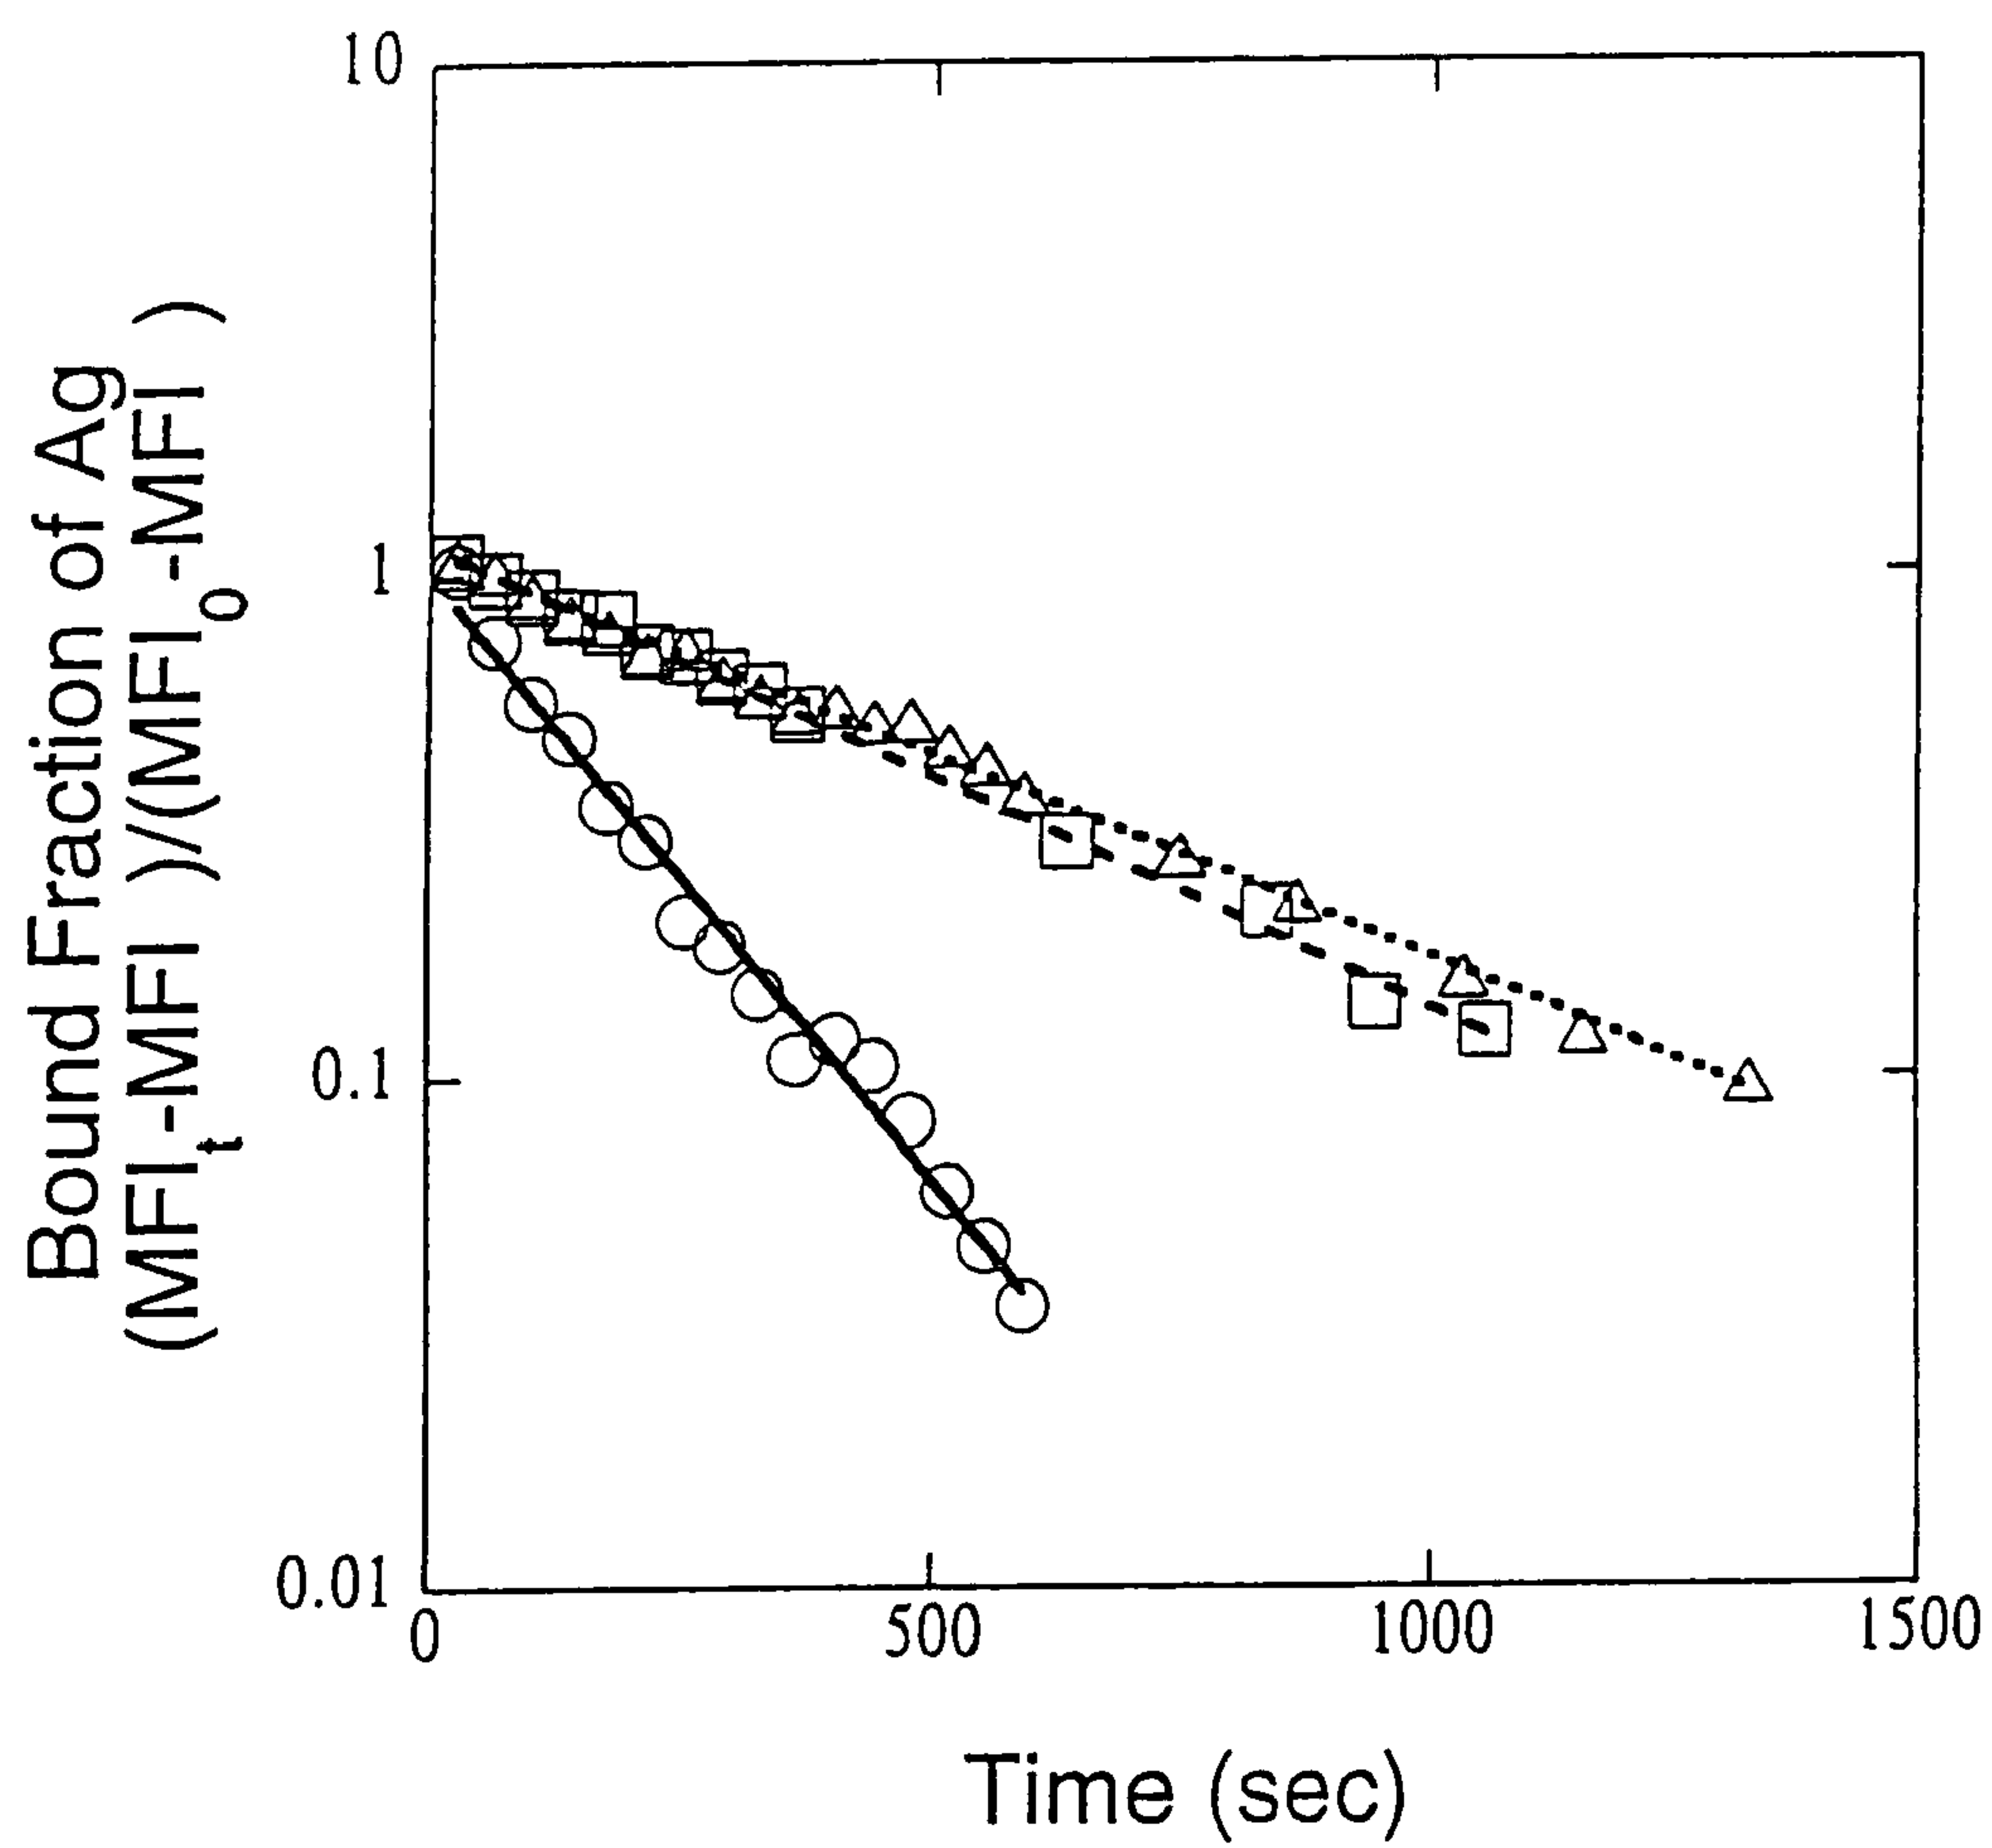 Bound Fraction of Ag
(MFIt-MFI )/(MFIo-MFI )
10
1
0.1
0.01
0
500
1000
1500
Time (sec)